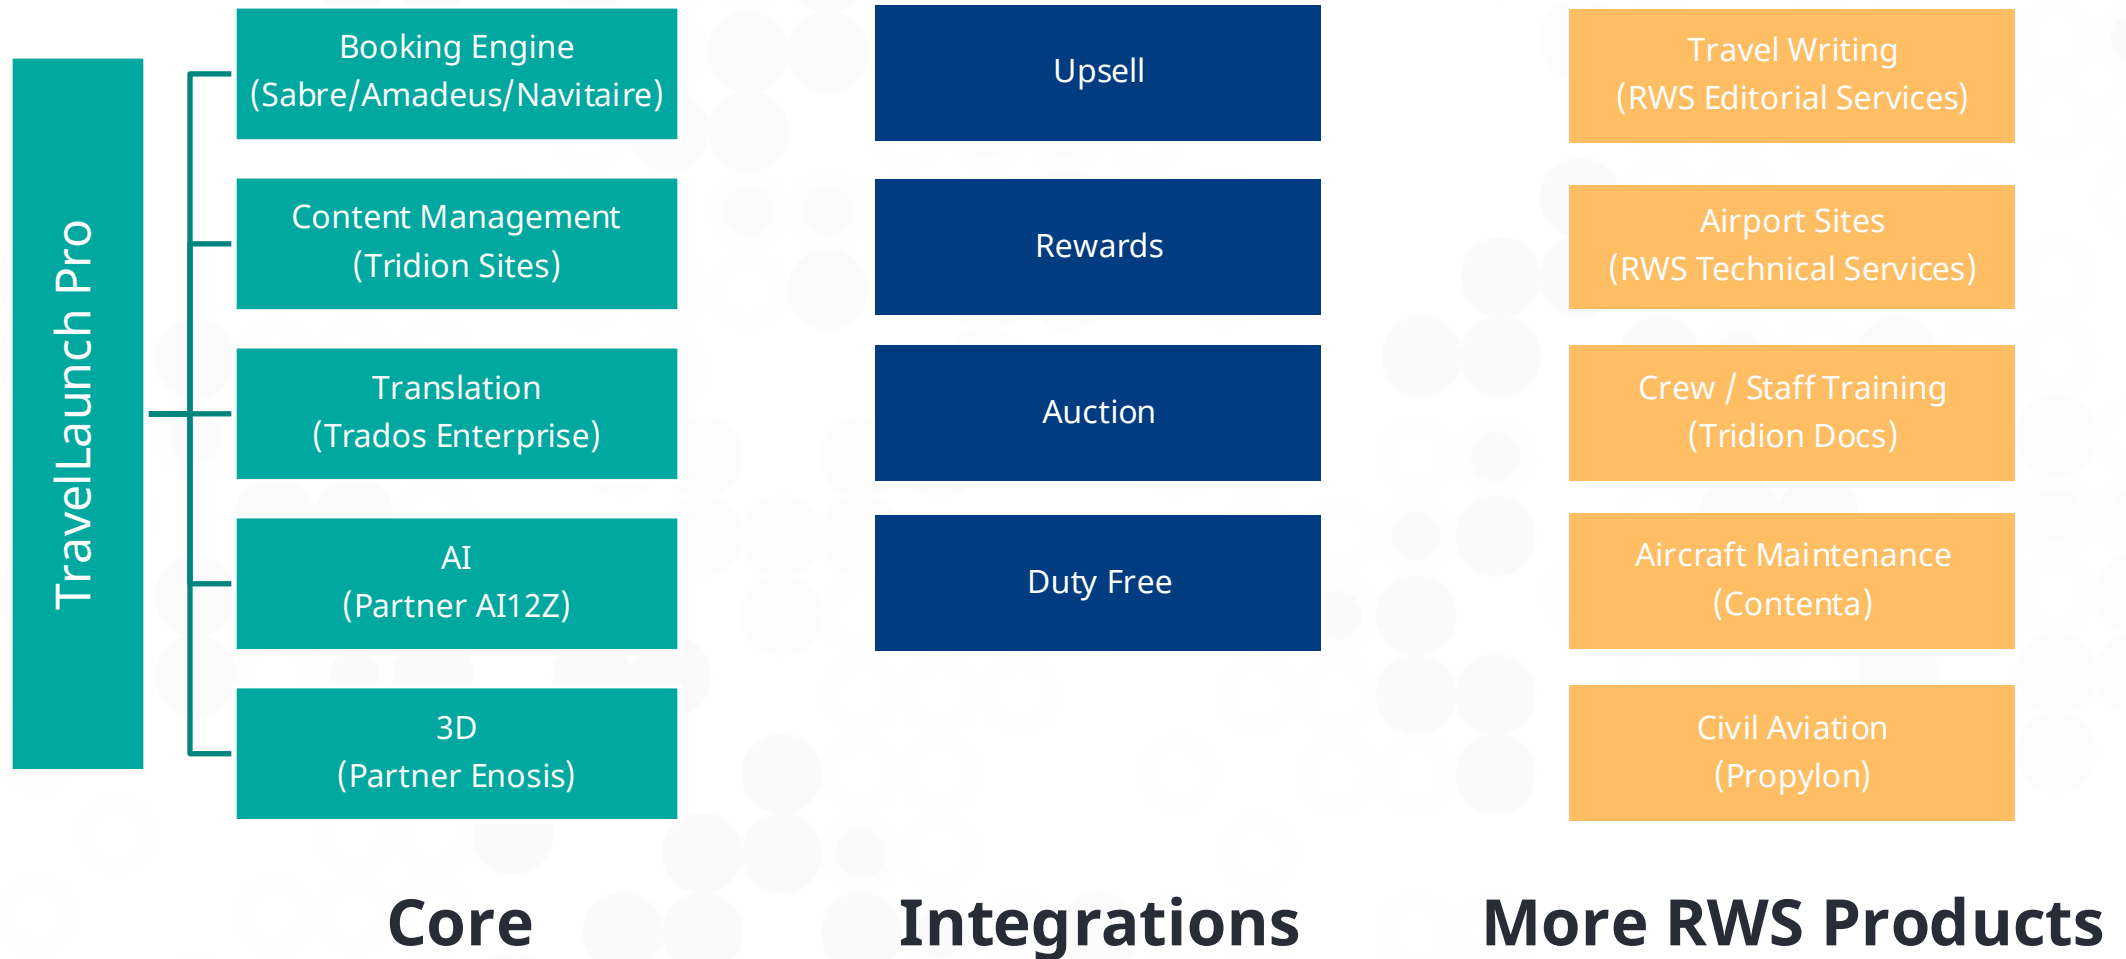 TravelLaunch Pro
Booking Engine
(Sabre/Amadeus/Navitaire)
Content Management
(Tridion Sites)
Translation
(Trados Enterprise)
AI
(Partner AI12Z)
3D
(Partner Enosis)
Core
Upsell
Rewards
Auction
Duty Free
Integrations
Travel Writing
(RWS Editorial Services)
Airport Sites
(RWS Technical Services)
Crew / Staff Training
(Tridion Docs)
Aircraft Maintenance
(Contenta)
Civil Aviation
(Propylon)
More RWS Products